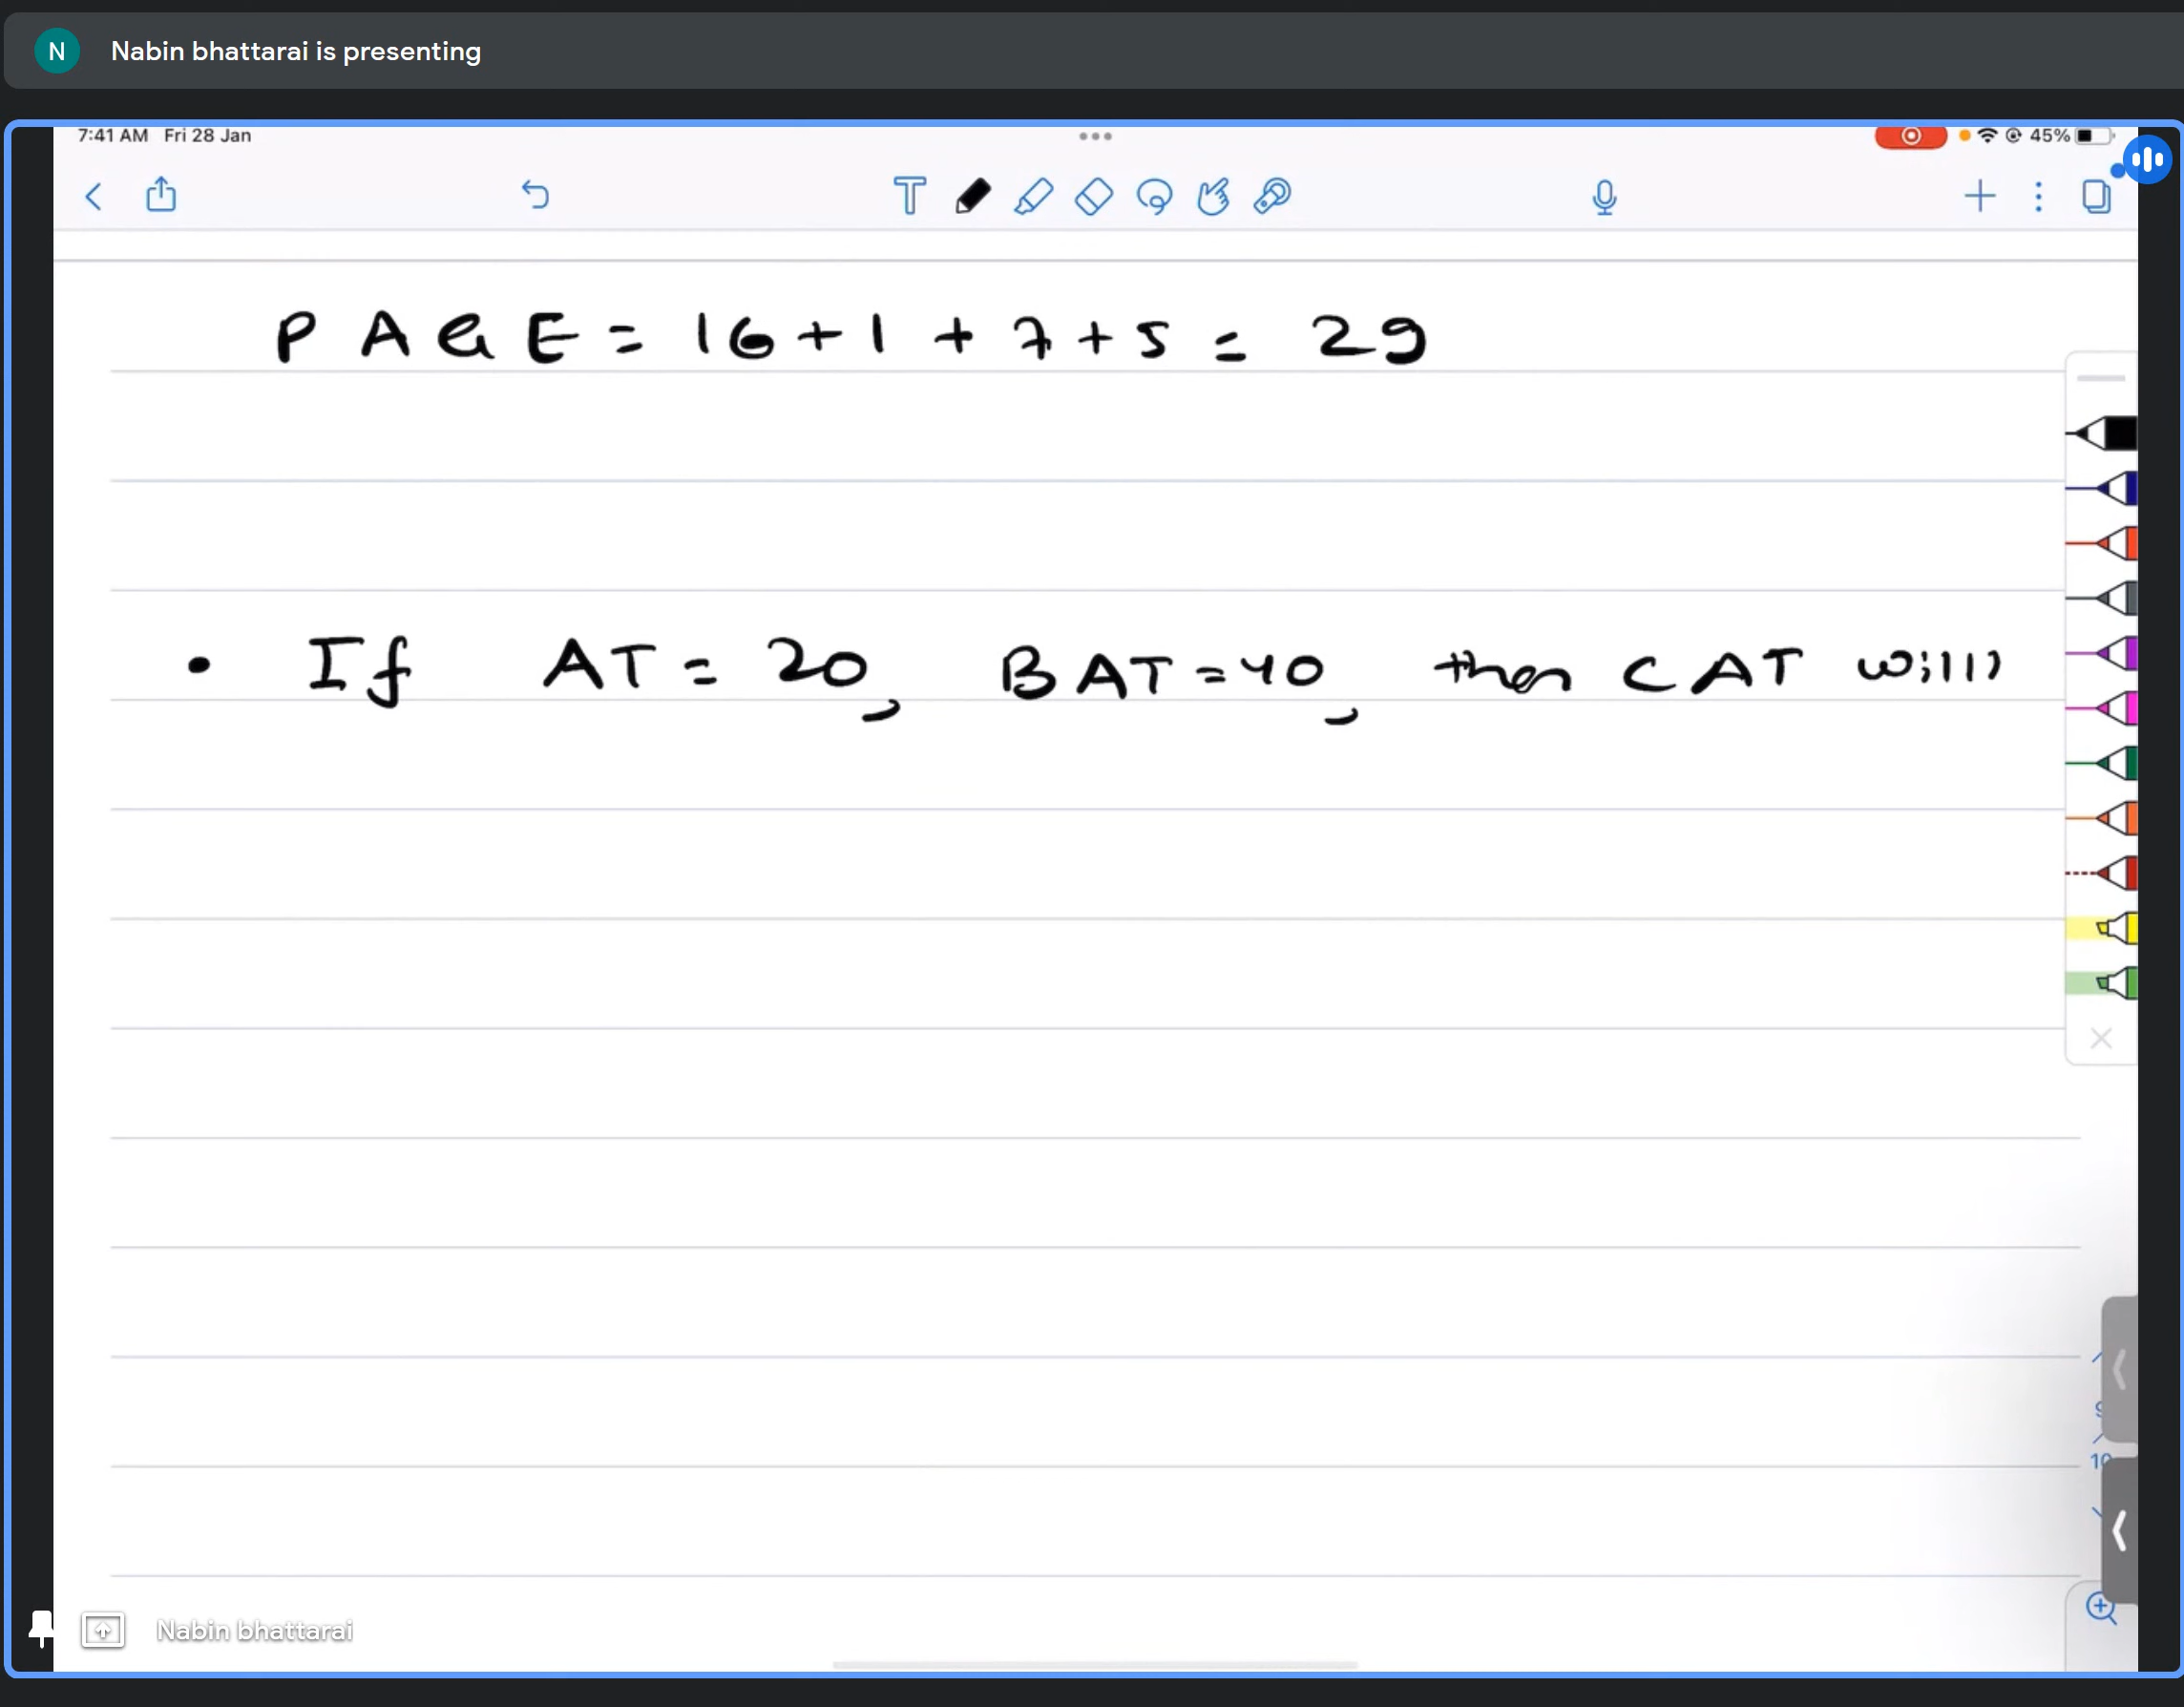 Nabin bhattarai is presenting
N
7:41 AM Fri 28 Jan
45%
PAGE = 16+1+7+5 = 29
• If AT = 20, BAT = 40, then CAT will
10
Nabin bhattarai